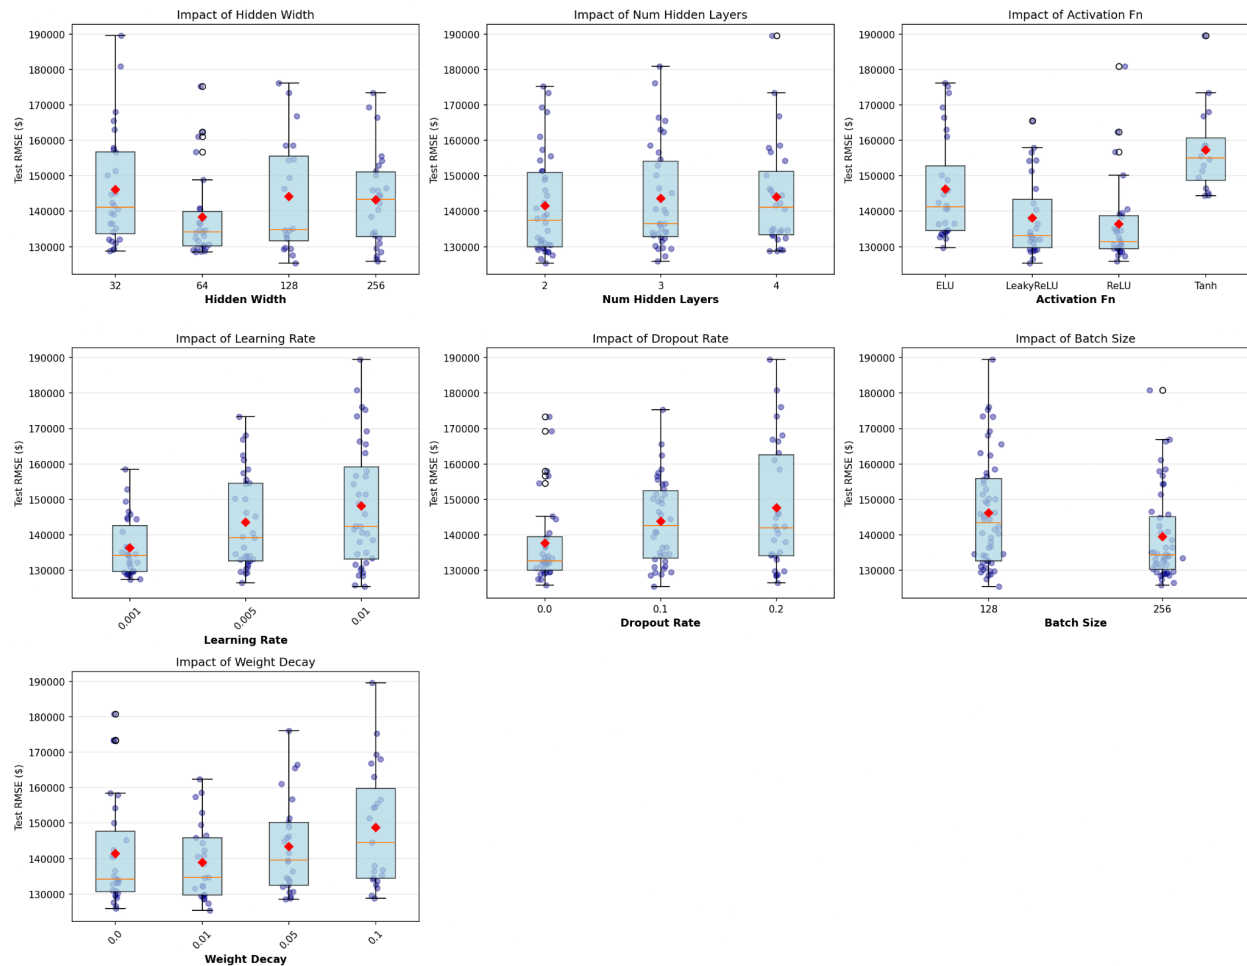 Impact of Hidden Width
Test RMSE ($)
190000
180000
170000
160000
150000
140000
130000
32
64
128
256
Hidden Width
Impact of Num Hidden Layers
Test RMSE ($)
190000
180000
170000
160000
150000
140000
130000
2
3
4
Num Hidden Layers
Impact of Activation Fn
Test RMSE ($)
190000
180000
170000
160000
150000
140000
130000
ELU
LeakyReLU
ReLU
Tanh
Activation Fn
Impact of Learning Rate
Test RMSE ($)
190000
180000
170000
160000
150000
140000
130000
0.001
0.005
0.01
Learning Rate
Impact of Dropout Rate
Test RMSE ($)
190000
180000
170000
160000
150000
140000
130000
0.0
0.1
0.2
Dropout Rate
Impact of Batch Size
Test RMSE ($)
190000
180000
170000
160000
150000
140000
130000
128
256
Batch Size
Impact of Weight Decay
Test RMSE ($)
190000
180000
170000
160000
150000
140000
130000
0.0
0.01
0.05
0.1
Weight Decay